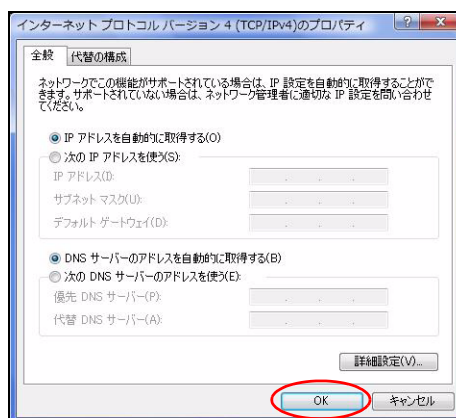 インターネット プロトコル バージョン 4 (TCP/IPv4)のプロパティ
全般
代替の構成
ネットワークでこの機能がサポートされている場合は、IP 設定を自動的に取得することがで
きます。サポートされていない場合は、ネットワーク管理者に適切な IP 設定を問い合わせ
てください。
IP アドレスを自動的に取得する(O)
次の IP アドレスを使う(S):
IP アドレス(I):
サブネット マスク(U):
デフォルト ゲートウェイ(D):
DNS サーバーのアドレスを自動的に取得する(B)
次の DNS サーバーのアドレスを使う(E):
優先 DNS サーバー(P):
代替 DNS サーバー(A):
詳細設定(V)...
OK
キャンセル